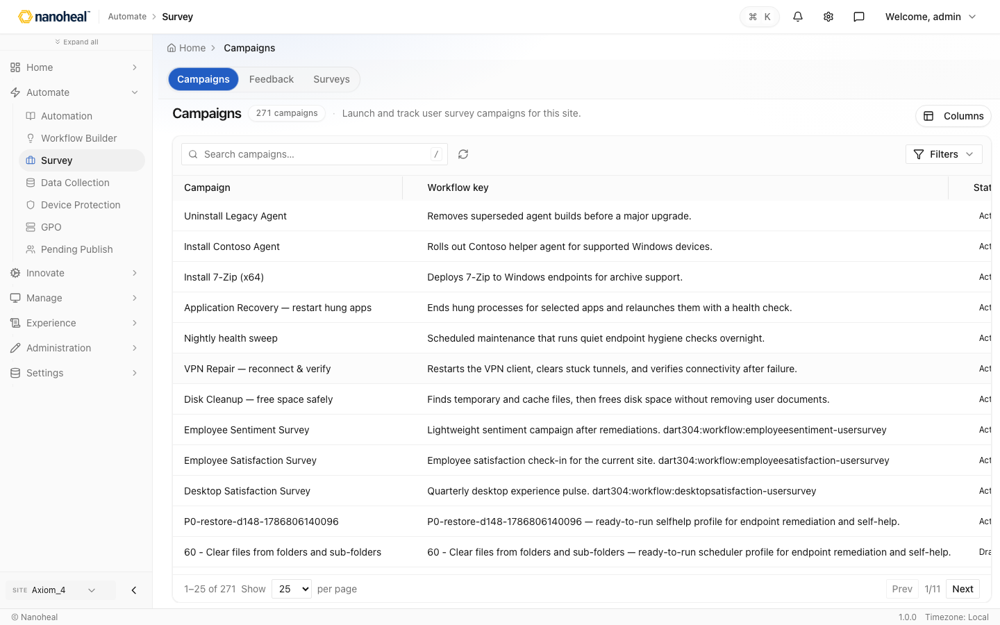 nanoheal™ Automate Survey ⌘ K Welcome, admin
Expand all
Home
Automate
Automation
Workflow Builder
Survey
Data Collection
Device Protection
GPO
Pending Publish
Innovate
Manage
Experience
Administration
Settings
SITE Axiom_4
Home Campaigns
Campaigns Feedback Surveys
Campaigns 271 campaigns · Launch and track user survey campaigns for this site. Columns
Search campaigns... / Filters
Campaign Workflow key Stat
Uninstall Legacy Agent Removes superseded agent builds before a major upgrade. Act
Install Contoso Agent Rolls out Contoso helper agent for supported Windows devices. Act
Install 7-Zip (x64) Deploys 7-Zip to Windows endpoints for archive support. Act
Application Recovery — restart hung apps Ends hung processes for selected apps and relaunches them with a health check. Act
Nightly health sweep Scheduled maintenance that runs quiet endpoint hygiene checks overnight. Act
VPN Repair — reconnect & verify Restarts the VPN client, clears stuck tunnels, and verifies connectivity after failure. Act
Disk Cleanup — free space safely Finds temporary and cache files, then frees disk space without removing user documents. Act
Employee Sentiment Survey Lightweight sentiment campaign after remediations. dart304:workflow:employeesentiment-usersurvey Act
Employee Satisfaction Survey Employee satisfaction check-in for the current site. dart304:workflow:employeesatisfaction-usersurvey Act
Desktop Satisfaction Survey Quarterly desktop experience pulse. dart304:workflow:desktopsatisfaction-usersurvey Act
P0-restore-d148-1786806140096 P0-restore-d148-1786806140096 — ready-to-run selfhelp profile for endpoint remediation and self-help. Act
60 - Clear files from folders and sub-folders 60 - Clear files from folders and sub-folders — ready-to-run scheduler profile for endpoint remediation and self-help. Dra
1–25 of 271 Show 25 per page Prev 1/11 Next
© Nanoheal 1.0.0 Timezone: Local